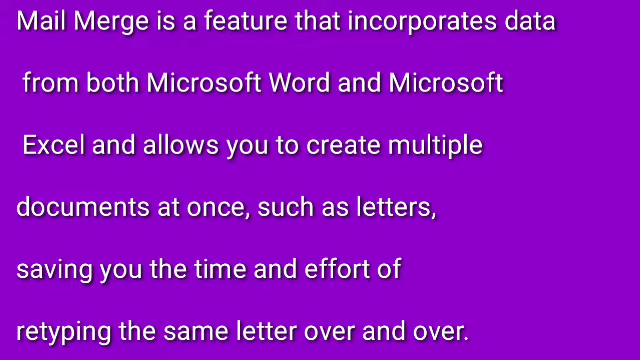 Mail Merge is a feature that incorporates data
from both Microsoft Word and Microsoft
Excel and allows you to create multiple
documents at once, such as letters,
saving you the time and effort of
retyping the same letter over and over.